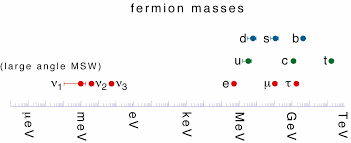 fermion masses
d s b
u c t
(large angle MSW)
ν₁ ν₂ ν₃ e μ τ
μeV meV eV keV MeV GeV TeV